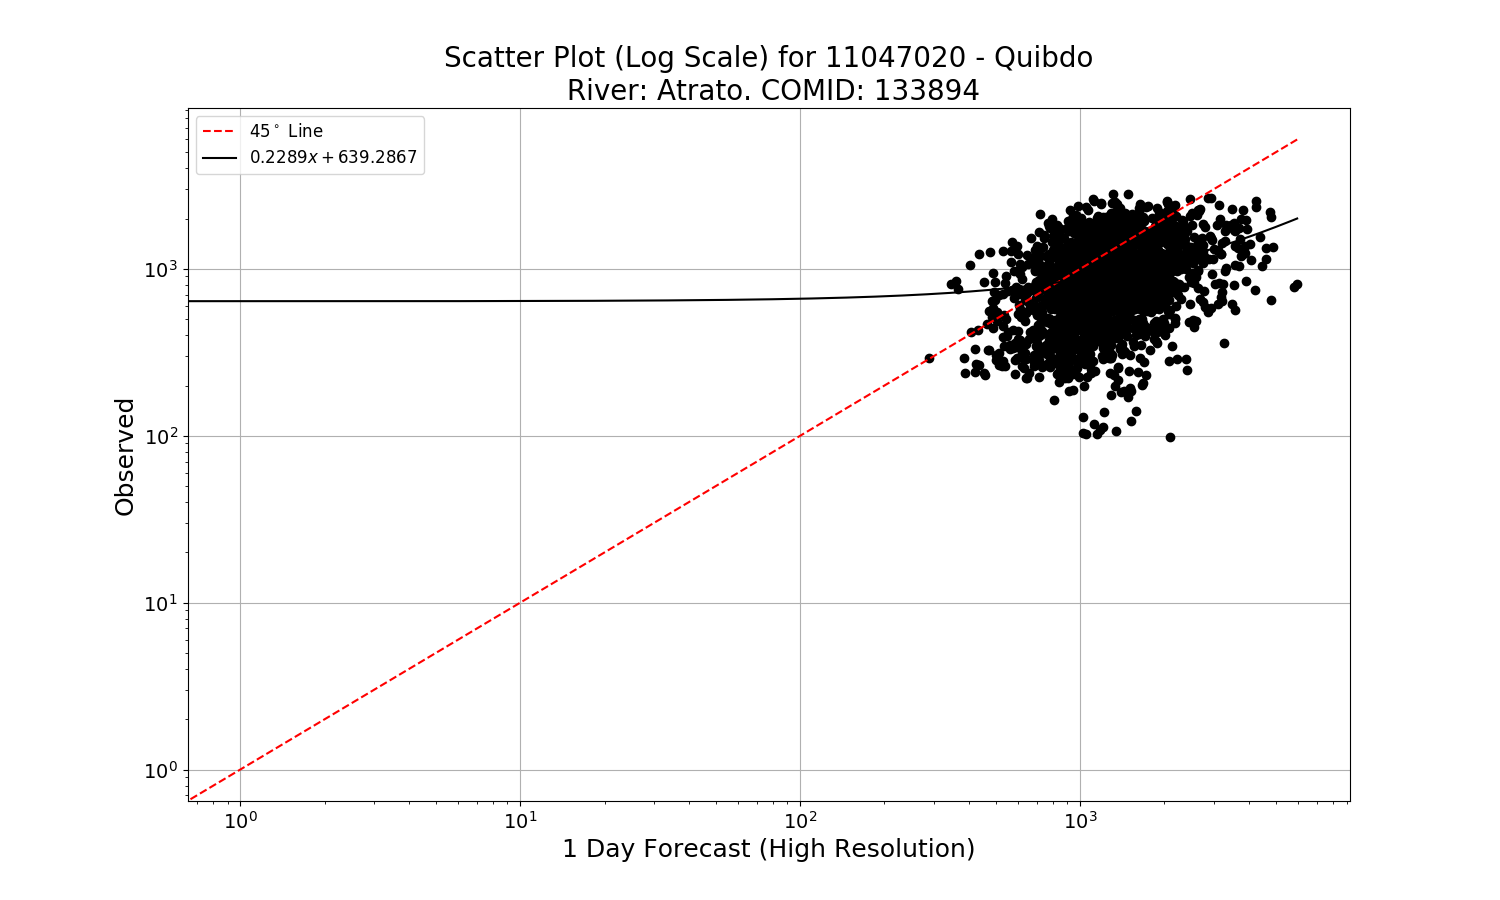 Scatter Plot (Log Scale) for 11047020 - Quibdo
River: Atrato. COMID: 133894
45° Line
0.2289x + 639.2867
Observed
10³
10²
10¹
10⁰
10⁰ 10¹ 10² 10³
1 Day Forecast (High Resolution)